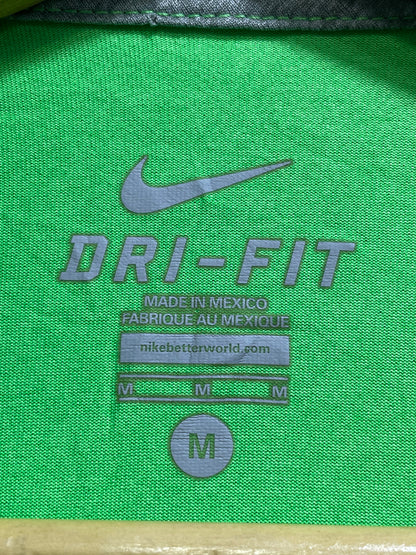 DRI-FIT
MADE IN MEXICO
FABRIQUE AU MEXIQUE
nikebetterworld.com
M M M
M